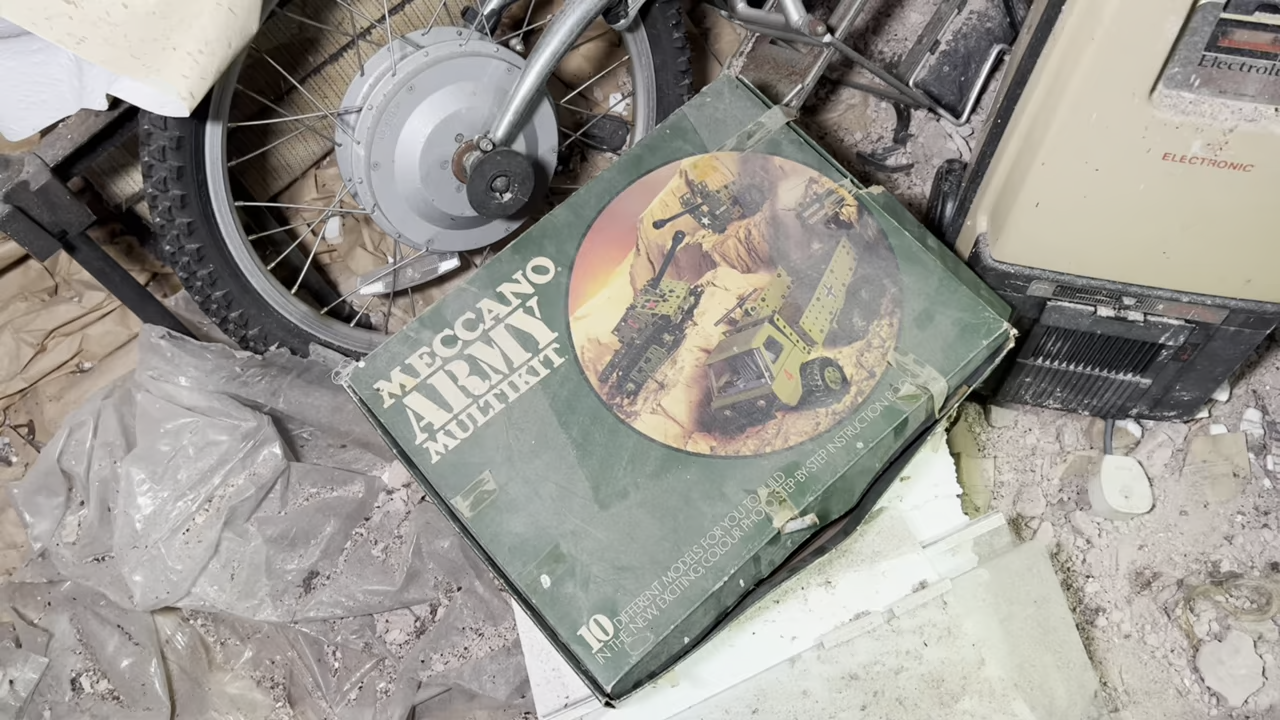 MECCANO
ARMY
MULTIKIT
10 DIFFERENT MODELS FOR YOU TO BUILD
IN THE NEW EXCITING COLOUR PHOTO STEP-BY-STEP INSTRUCTION
ELECTRONIC